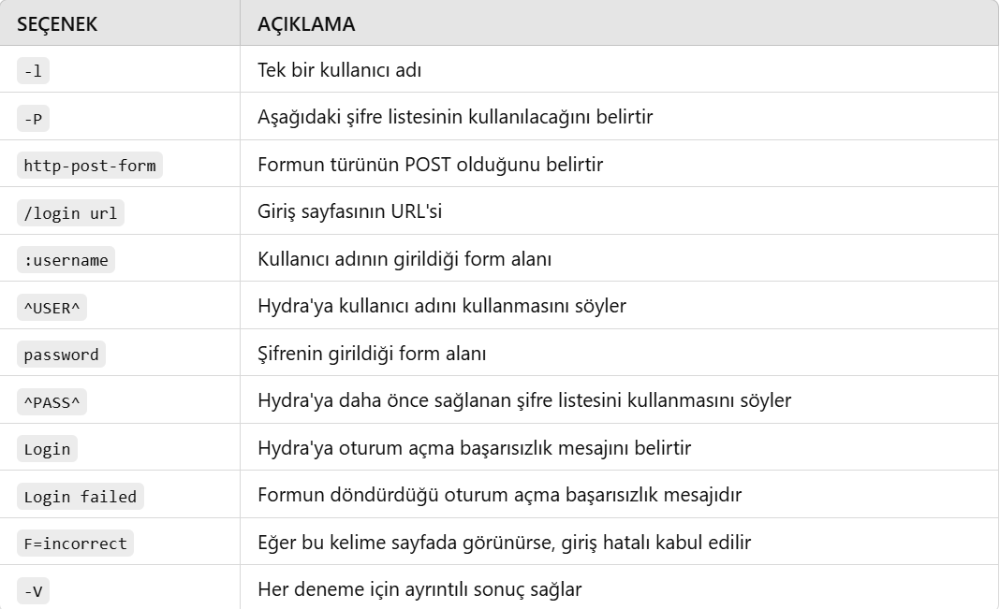 SEÇENEK AÇIKLAMA
-l Tek bir kullanıcı adı
-P Aşağıdaki şifre listesinin kullanılacağını belirtir
http-post-form Formun türünün POST olduğunu belirtir
/login url Giriş sayfasının URL'si
:username Kullanıcı adının girildiği form alanı
^USER^ Hydra'ya kullanıcı adını kullanmasını söyler
password Şifrenin girildiği form alanı
^PASS^ Hydra'ya daha önce sağlanan şifre listesini kullanmasını söyler
Login Hydra'ya oturum açma başarısızlık mesajını belirtir
Login failed Formun döndürdüğü oturum açma başarısızlık mesajıdır
F=incorrect Eğer bu kelime sayfada görünürse, giriş hatalı kabul edilir
-V Her deneme için ayrıntılı sonuç sağlar